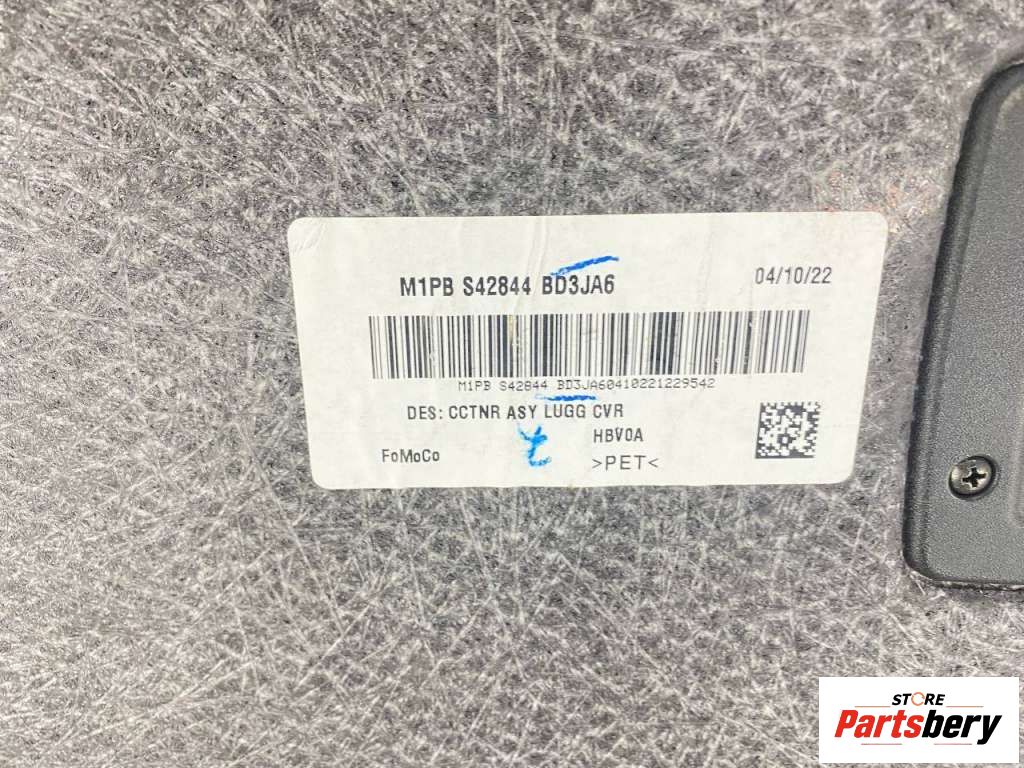 M1PB S42844 BD3JA6
04/10/22
M1PB S42844 BD3JA60410221229542
DES: CCTNR ASY LUGG CVR
HBV0A
FoMoCo
>PET<
STORE
Partsbery